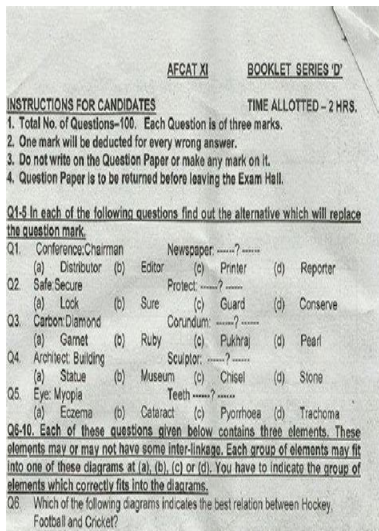 AFCAT XI BOOKLET SERIES 'D'
INSTRUCTIONS FOR CANDIDATES TIME ALLOTTED – 2 HRS.
1. Total No. of Questions–100. Each Question is of three marks.
2. One mark will be deducted for every wrong answer.
3. Do not write on the Question Paper or make any mark on it.
4. Question Paper is to be returned before leaving the Exam Hall.
Q1-5 In each of the following questions find out the alternative which will replace
the question mark.
Q1. Conference:Chairman Newspaper: -----? -----
(a) Distributor (b) Editor (c) Printer (d) Reporter
Q2. Safe:Secure Protect: -----? -----
(a) Lock (b) Sure (c) Guard (d) Conserve
Q3. Carbon:Diamond Corundum: -----? -----
(a) Garnet (b) Ruby (c) Pukhraj (d) Pearl
Q4. Architect: Building Sculptor: -----? -----
(a) Statue (b) Museum (c) Chisel (d) Stone
Q5. Eye: Myopia Teeth -----? -----
(a) Eczema (b) Cataract (c) Pyorrhoea (d) Trachoma
Q6-10. Each of these questions given below contains three elements. These
elements may or may not have some inter-linkage. Each group of elements may fit
into one of these diagrams at (a), (b), (c) or (d). You have to indicate the group of
elements which correctly fits into the diagrams.
Q6. Which of the following diagrams indicates the best relation between Hockey,
Football and Cricket?